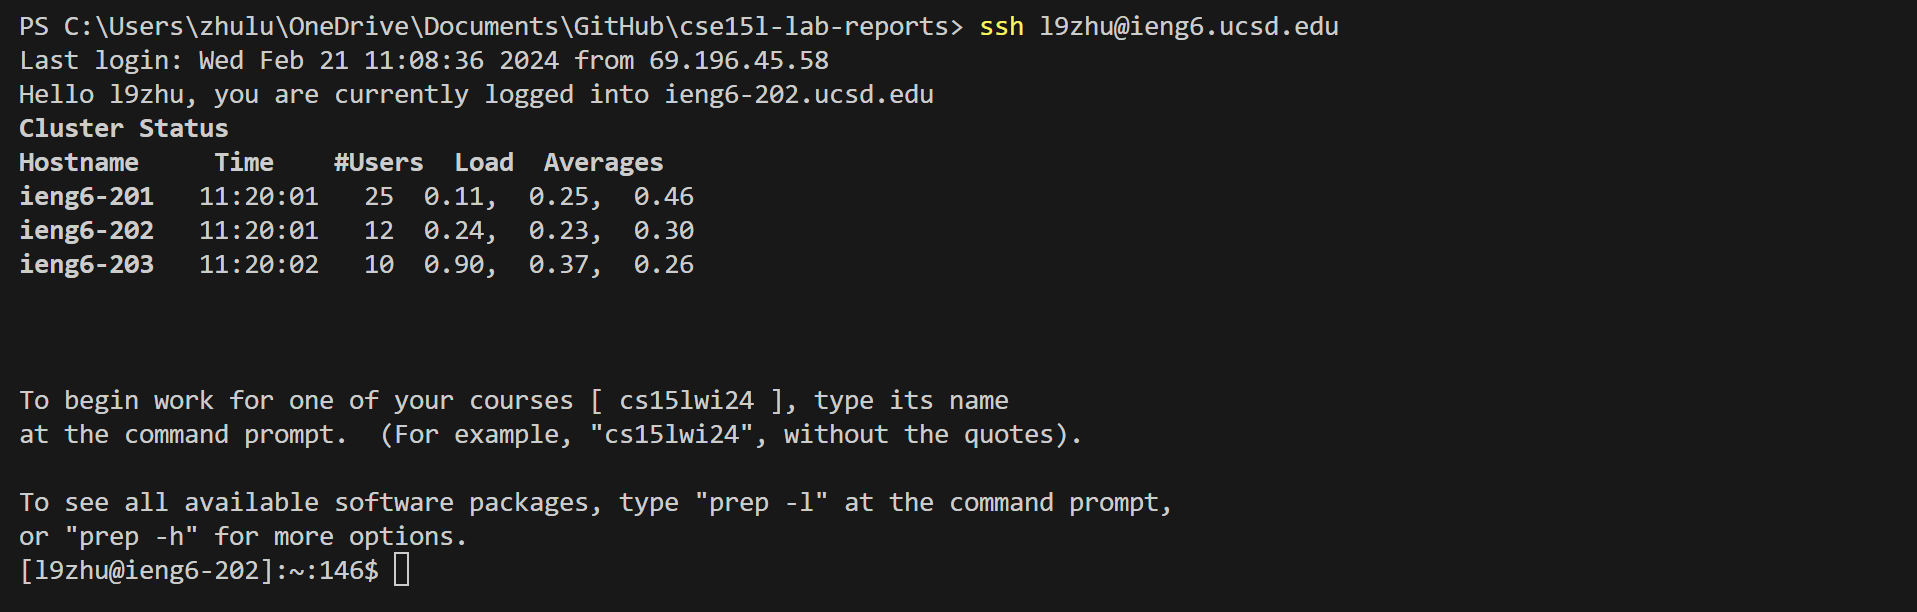 PS C:\Users\zhulu\OneDrive\Documents\GitHub\cse15l-lab-reports> ssh l9zhu@ieng6.ucsd.edu
Last login: Wed Feb 21 11:08:36 2024 from 69.196.45.58
Hello l9zhu, you are currently logged into ieng6-202.ucsd.edu
Cluster Status
Hostname     Time    #Users  Load  Averages
ieng6-201   11:20:01   25  0.11,  0.25,  0.46
ieng6-202   11:20:01   12  0.24,  0.23,  0.30
ieng6-203   11:20:02   10  0.90,  0.37,  0.26
To begin work for one of your courses [ cs15lwi24 ], type its name
at the command prompt.  (For example, "cs15lwi24", without the quotes).
To see all available software packages, type "prep -l" at the command prompt,
or "prep -h" for more options.
[l9zhu@ieng6-202]:~:146$